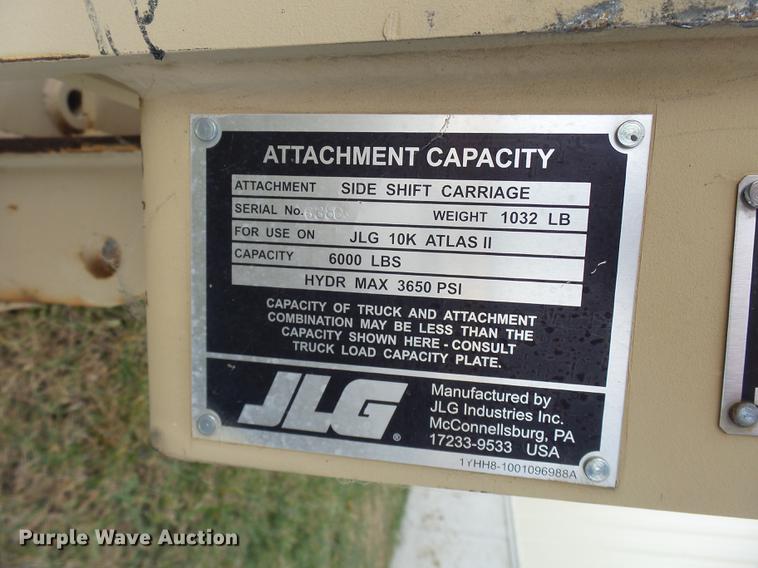 ATTACHMENT CAPACITY
ATTACHMENT SIDE SHIFT CARRIAGE
SERIAL No. WEIGHT 1032 LB
FOR USE ON JLG 10K ATLAS II
CAPACITY 6000 LBS
HYDR MAX 3650 PSI
CAPACITY OF TRUCK AND ATTACHMENT
COMBINATION MAY BE LESS THAN THE
CAPACITY SHOWN HERE - CONSULT
TRUCK LOAD CAPACITY PLATE.
JLG ®
Manufactured by
JLG Industries Inc.
McConnellsburg, PA
17233-9533 USA
1YHH8-1001096988A
Purple Wave Auction